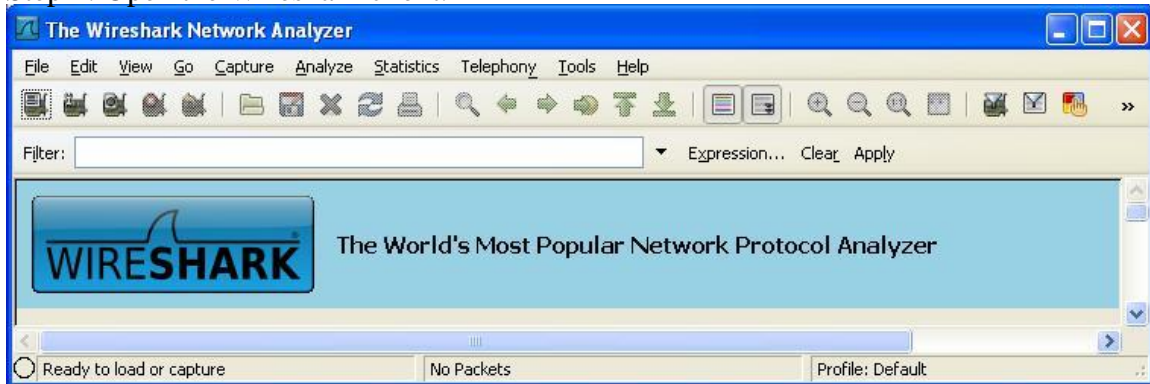 The Wireshark Network Analyzer
File Edit View Go Capture Analyze Statistics Telephony Tools Help
»
Filter: Expression... Clear Apply
WIRESHARK The World's Most Popular Network Protocol Analyzer
Ready to load or capture No Packets Profile: Default